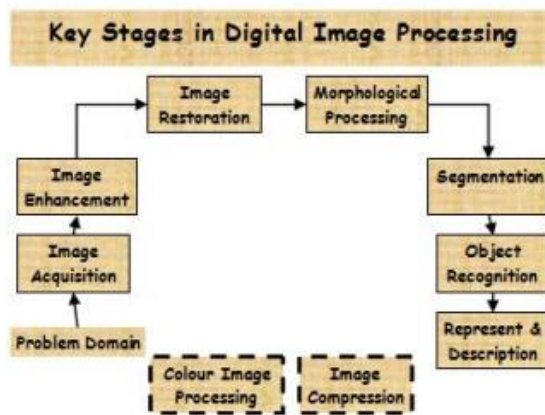 Key Stages in Digital Image Processing
Image
Restoration
Morphological
Processing
Image
Enhancement
Segmentation
Image
Acquisition
Object
Recognition
Problem Domain
Represent &
Description
Colour Image
Processing
Image
Compression